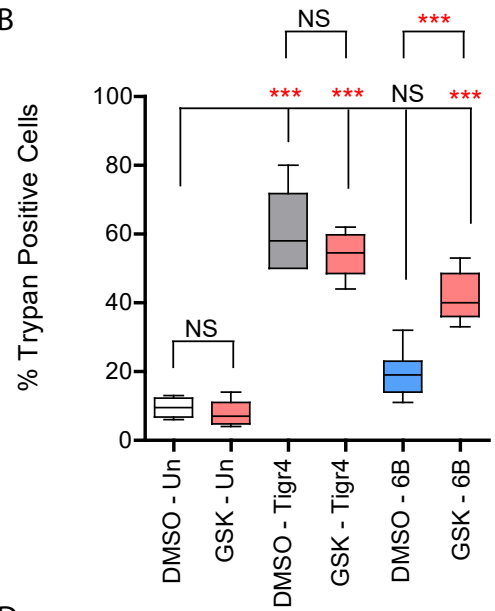 B
NS
***
% Trypan Positive Cells
100
80
60
40
20
0
***
***
NS
***
NS
DMSO - Un
GSK - Un
DMSO - Tigr4
GSK - Tigr4
DMSO - 6B
GSK - 6B